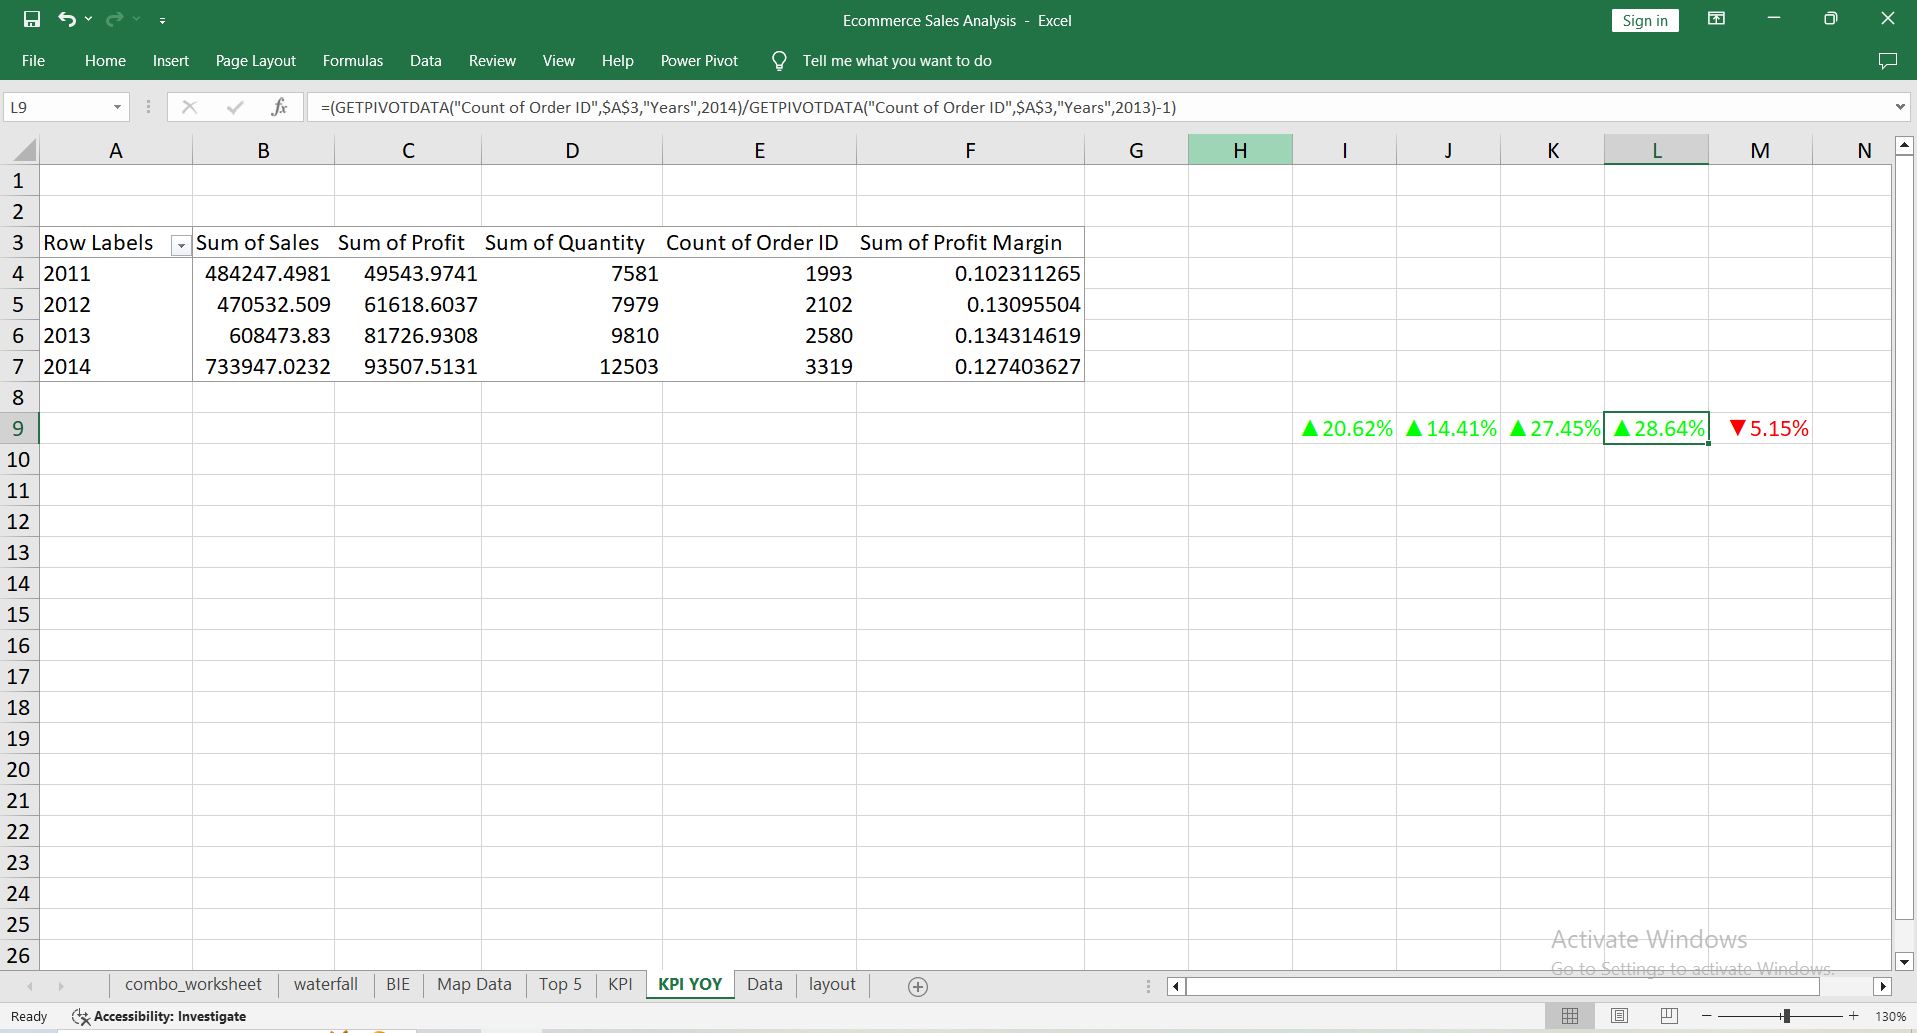 Ecommerce Sales Analysis - Excel
Sign in
File Home Insert Page Layout Formulas Data Review View Help Power Pivot Tell me what you want to do
L9 fx =(GETPIVOTDATA("Count of Order ID",$A$3,"Years",2014)/GETPIVOTDATA("Count of Order ID",$A$3,"Years",2013)-1)
A B C D E F G H I J K L M N
1
2
3 Row Labels Sum of Sales Sum of Profit Sum of Quantity Count of Order ID Sum of Profit Margin
4 2011 484247.4981 49543.9741 7581 1993 0.102311265
5 2012 470532.509 61618.6037 7979 2102 0.13095504
6 2013 608473.83 81726.9308 9810 2580 0.134314619
7 2014 733947.0232 93507.5131 12503 3319 0.127403627
8
9 ▲20.62% ▲14.41% ▲27.45% ▲28.64% ▼5.15%
10
11
12
13
14
15
16
17
18
19
20
21
22
23
24
25
26
Activate Windows
Go to Settings to activate Windows.
combo_worksheet waterfall BIE Map Data Top 5 KPI KPI YOY Data layout
Ready Accessibility: Investigate 130%